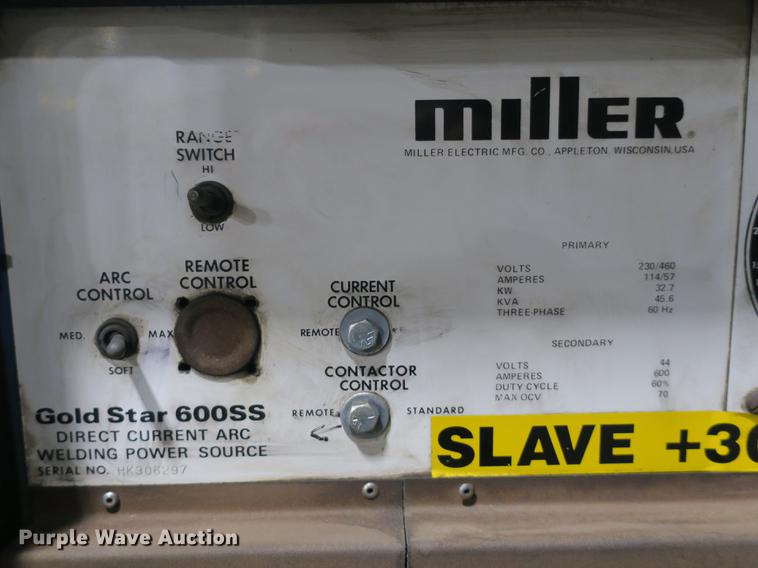 miller
MILLER ELECTRIC MFG. CO., APPLETON, WISCONSIN, USA
RANGE
SWITCH
HI
LOW
ARC
CONTROL
MED.
MAX
SOFT
REMOTE
CONTROL
CURRENT
CONTROL
REMOTE
CONTACTOR
CONTROL
REMOTE STANDARD
PRIMARY
VOLTS 230/460
AMPERES 114/57
KW 32.7
KVA 45.6
THREE-PHASE 60 Hz
SECONDARY
VOLTS 44
AMPERES 600
DUTY CYCLE 60%
MAX OCV 70
Gold Star 600SS
DIRECT CURRENT ARC
WELDING POWER SOURCE
SERIAL NO. HK306297
SLAVE +30
Purple Wave Auction